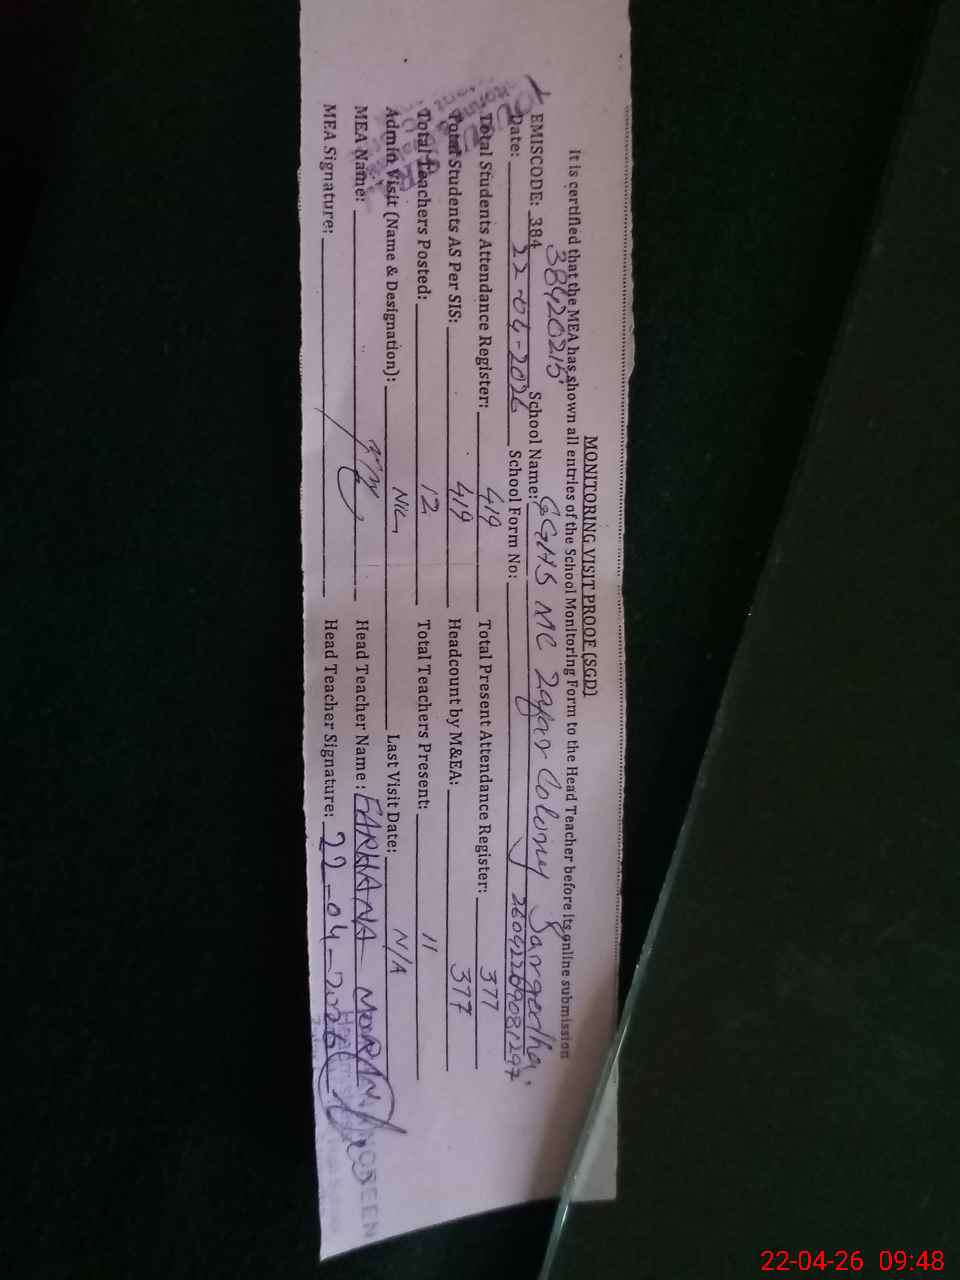 MONITORING VISIT PROOF (SGD)
It is certified that the MEA has shown all entries of the School Monitoring Form to the Head Teacher before its online submission
EMISCODE: 384 38420215 School Name: GGHS MC Zafar Colony Sargodha.
Date: 22-04-2026 School Form No: 26042269081297
Total Students Attendance Register: 419 Total Present Attendance Register: 377
Total Students AS Per SIS: 419 Headcount by M&EA: 377
Total Teachers Posted: 12 Total Teachers Present: 11
Admin Visit (Name & Designation): NIL Last Visit Date: N/A
MEA Name: Head Teacher Name: FARHANA NOREEN
MEA Signature: Head Teacher Signature: 22-04-2026
22-04-26 09:48